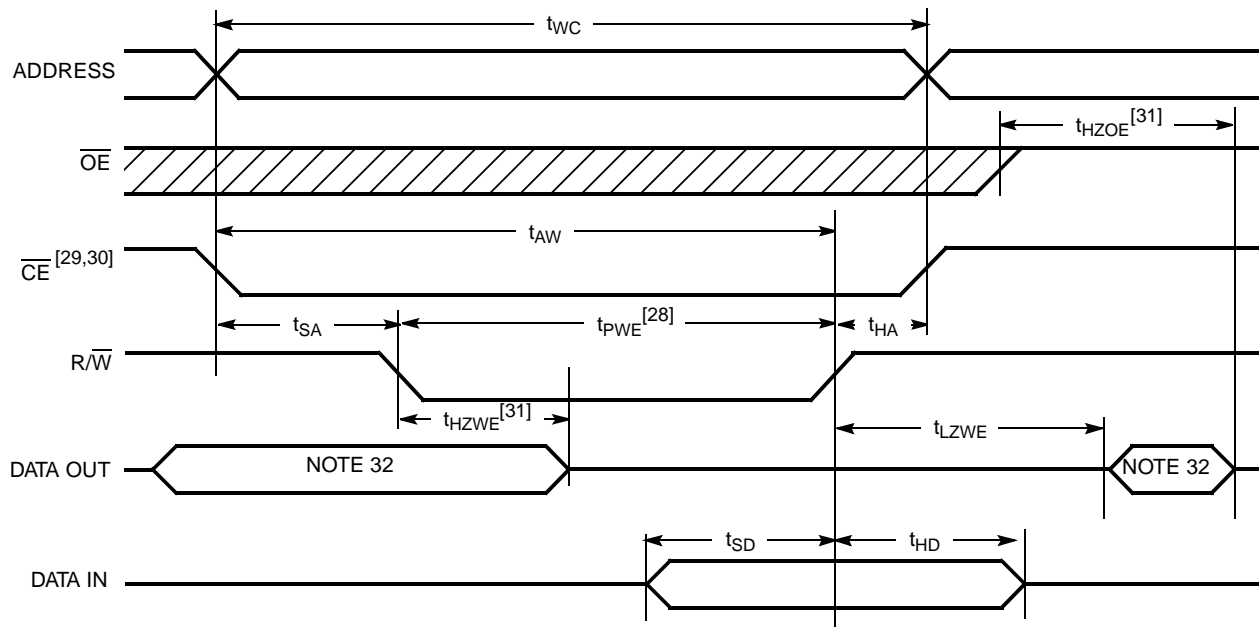 tWC
ADDRESS
tHZOE[31]
OE
tAW
CE [29,30]
tSA
tPWE[28]
tHA
R/W
tHZWE[31]
tLZWE
DATA OUT
NOTE 32
NOTE 32
tSD
tHD
DATA IN